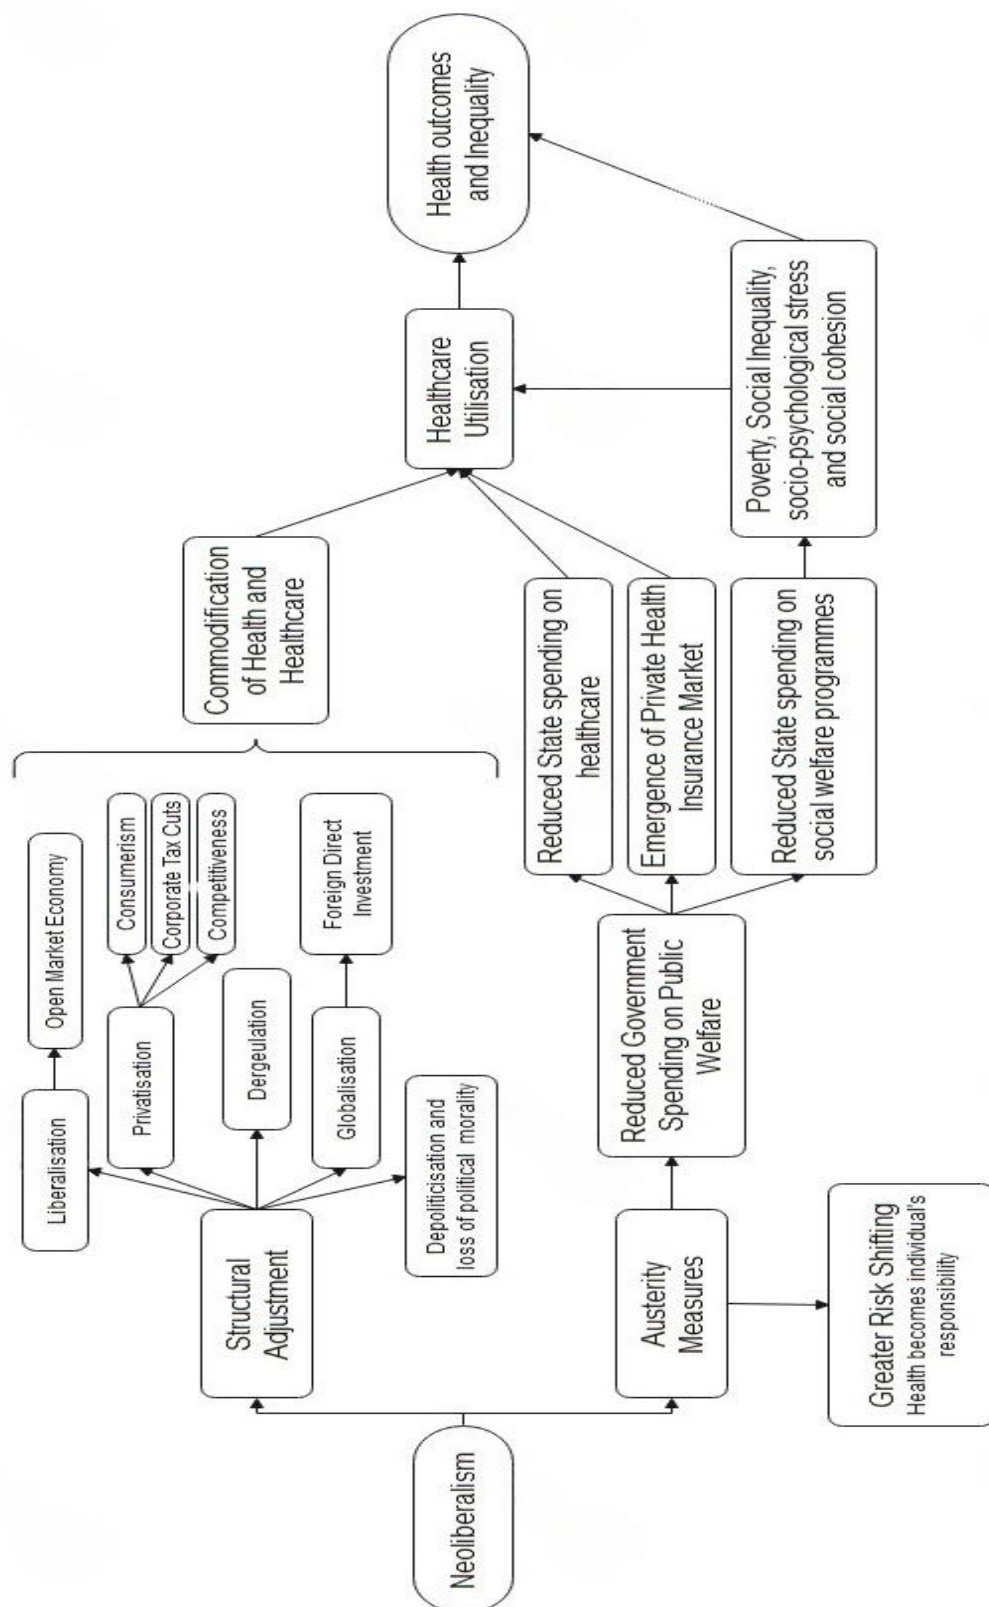 Neoliberalism
Structural
Adjustment
Austerity
Measures
Liberalisation
Open Market Economy
Privatisation
Consumerism
Corporate Tax Cuts
Competitiveness
Dergeulation
Globalisation
Foreign Direct
Investment
Depoliticisation and
loss of political morality
Commodification
of Health and
Healthcare
Greater Risk Shifting
Health becomes individual's
responsibility
Reduced Government
Spending on Public
Welfare
Reduced State spending on
healthcare
Emergence of Private Health
Insurance Market
Reduced State spending on
social welfare programmes
Healthcare
Utilisation
Poverty, Social Inequality,
socio-psychological stress
and social cohesion
Health outcomes
and Inequality